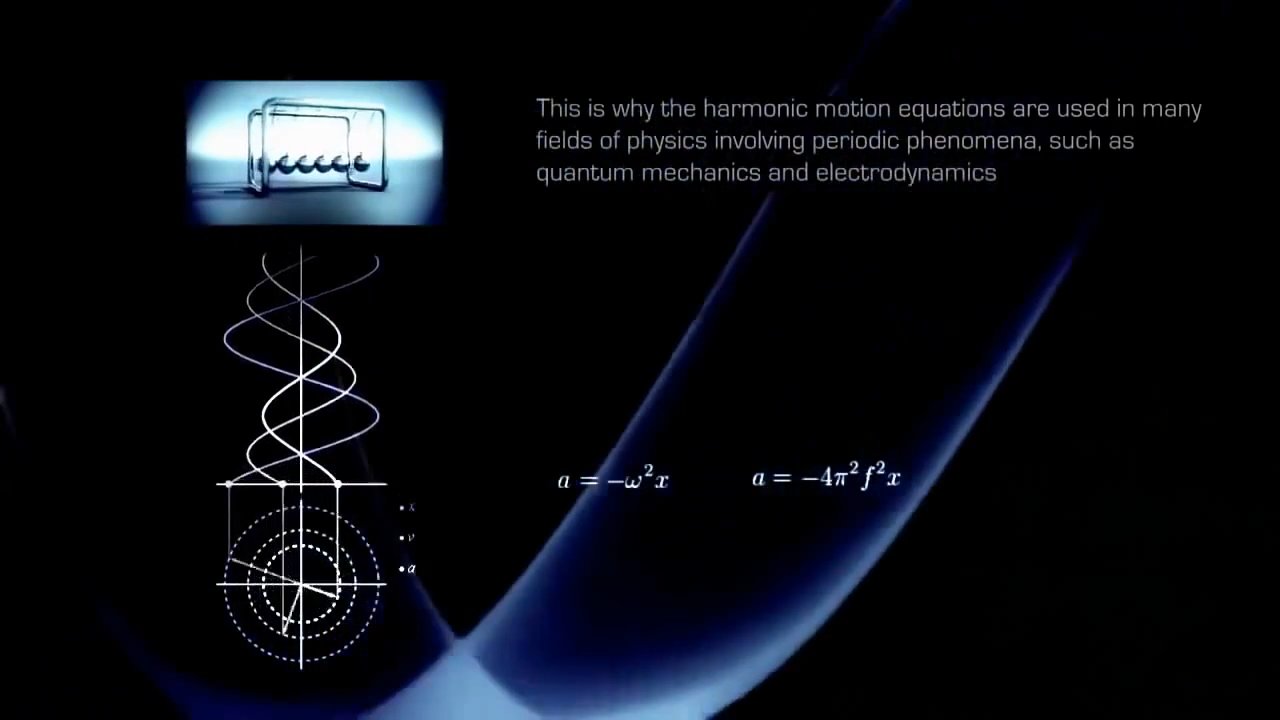 This is why the harmonic motion equations are used in many
fields of physics involving periodic phenomena, such as
quantum mechanics and electrodynamics
a = −ω²x a = −4π²f²x
x
v
a